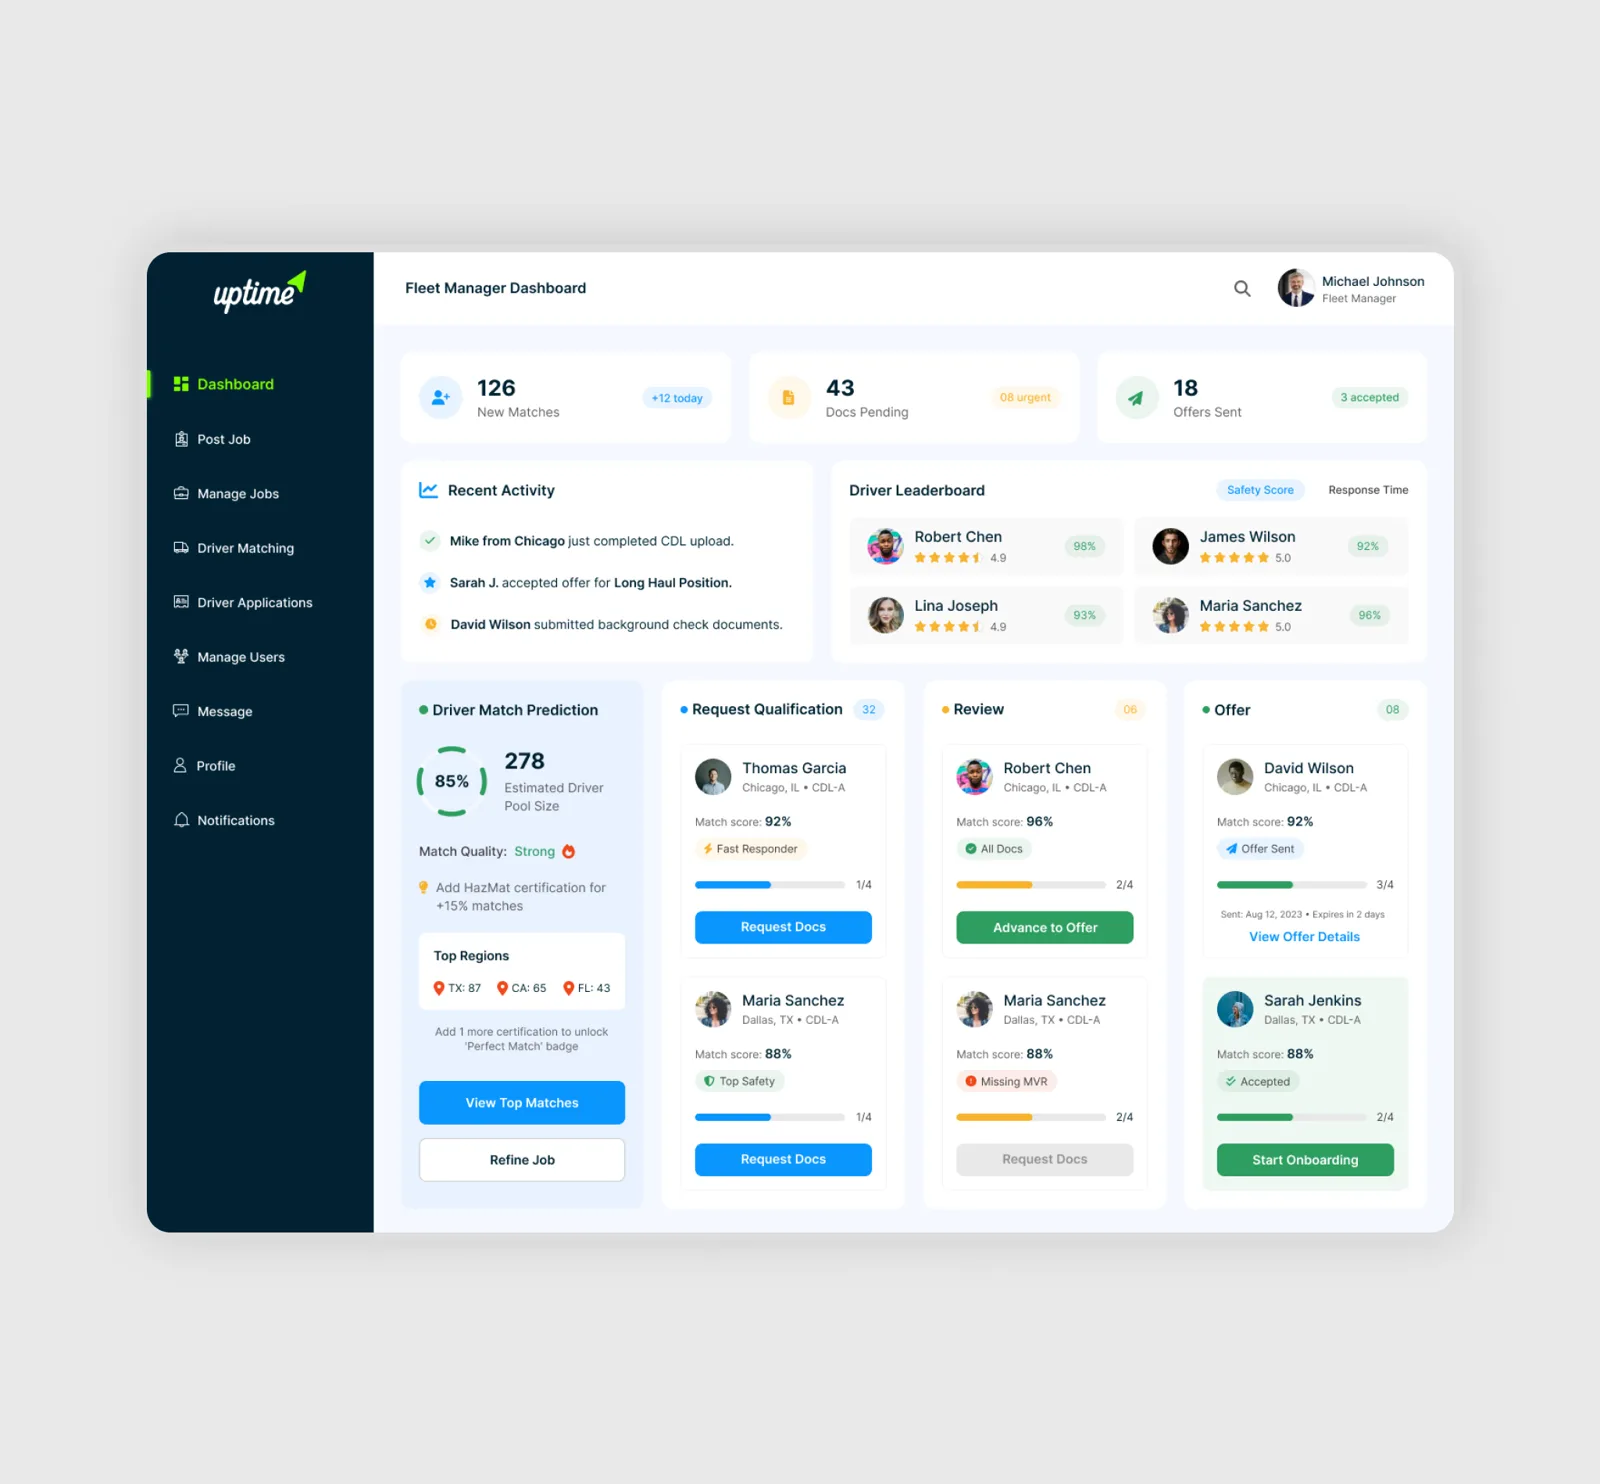 uptime
Dashboard
Post Job
Manage Jobs
Driver Matching
Driver Applications
Manage Users
Message
Profile
Notifications
Fleet Manager Dashboard
Michael Johnson
Fleet Manager
126
New Matches
+12 today
43
Docs Pending
08 urgent
18
Offers Sent
3 accepted
Recent Activity
Mike from Chicago just completed CDL upload.
Sarah J. accepted offer for Long Haul Position.
David Wilson submitted background check documents.
Driver Leaderboard
Safety Score
Response Time
Robert Chen
4.9
98%
James Wilson
5.0
92%
Lina Joseph
4.9
93%
Maria Sanchez
5.0
96%
Driver Match Prediction
85%
278
Estimated Driver
Pool Size
Match Quality: Strong
Add HazMat certification for
+15% matches
Top Regions
TX: 87 CA: 65 FL: 43
Add 1 more certification to unlock
'Perfect Match' badge
View Top Matches
Refine Job
Request Qualification 32
Thomas Garcia
Chicago, IL • CDL-A
Match score: 92%
Fast Responder
1/4
Request Docs
Maria Sanchez
Dallas, TX • CDL-A
Match score: 88%
Top Safety
1/4
Request Docs
Review 06
Robert Chen
Chicago, IL • CDL-A
Match score: 96%
All Docs
2/4
Advance to Offer
Maria Sanchez
Dallas, TX • CDL-A
Match score: 88%
Missing MVR
2/4
Request Docs
Offer 08
David Wilson
Chicago, IL • CDL-A
Match score: 92%
Offer Sent
3/4
Sent: Aug 12, 2023 • Expires in 2 days
View Offer Details
Sarah Jenkins
Dallas, TX • CDL-A
Match score: 88%
Accepted
2/4
Start Onboarding